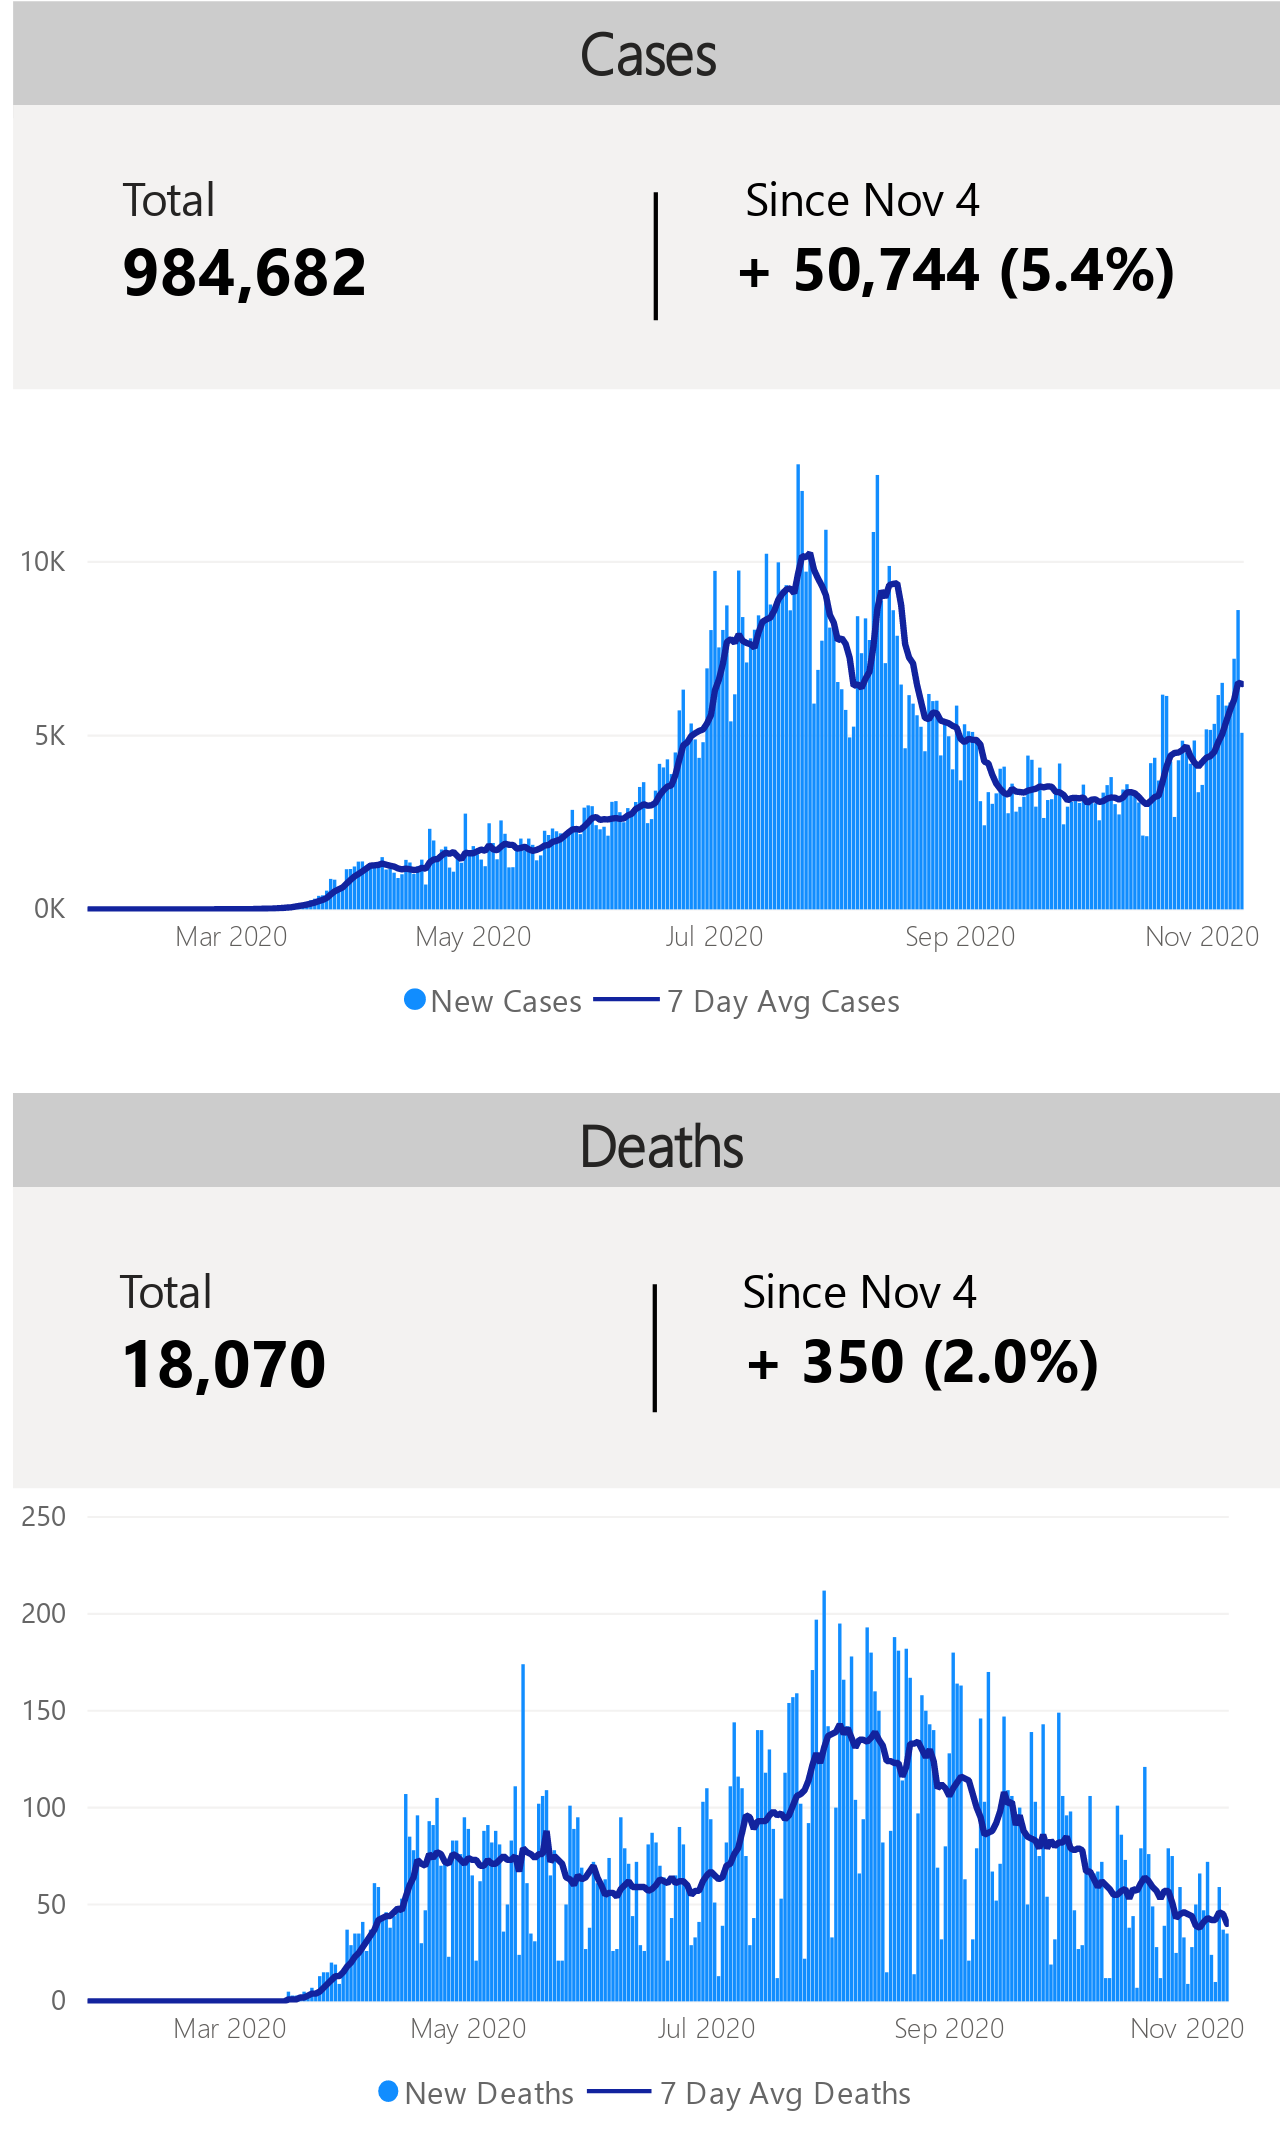 Cases
Total
Since Nov 4
984,682
+ 50,744 (5.4%)
10K
5K
0K
Mar 2020 May 2020 Jul 2020 Sep 2020 Nov 2020
New Cases 7 Day Avg Cases
Deaths
Total
Since Nov 4
18,070
+ 350 (2.0%)
250
200
150
100
50
0
Mar 2020 May 2020 Jul 2020 Sep 2020 Nov 2020
New Deaths 7 Day Avg Deaths